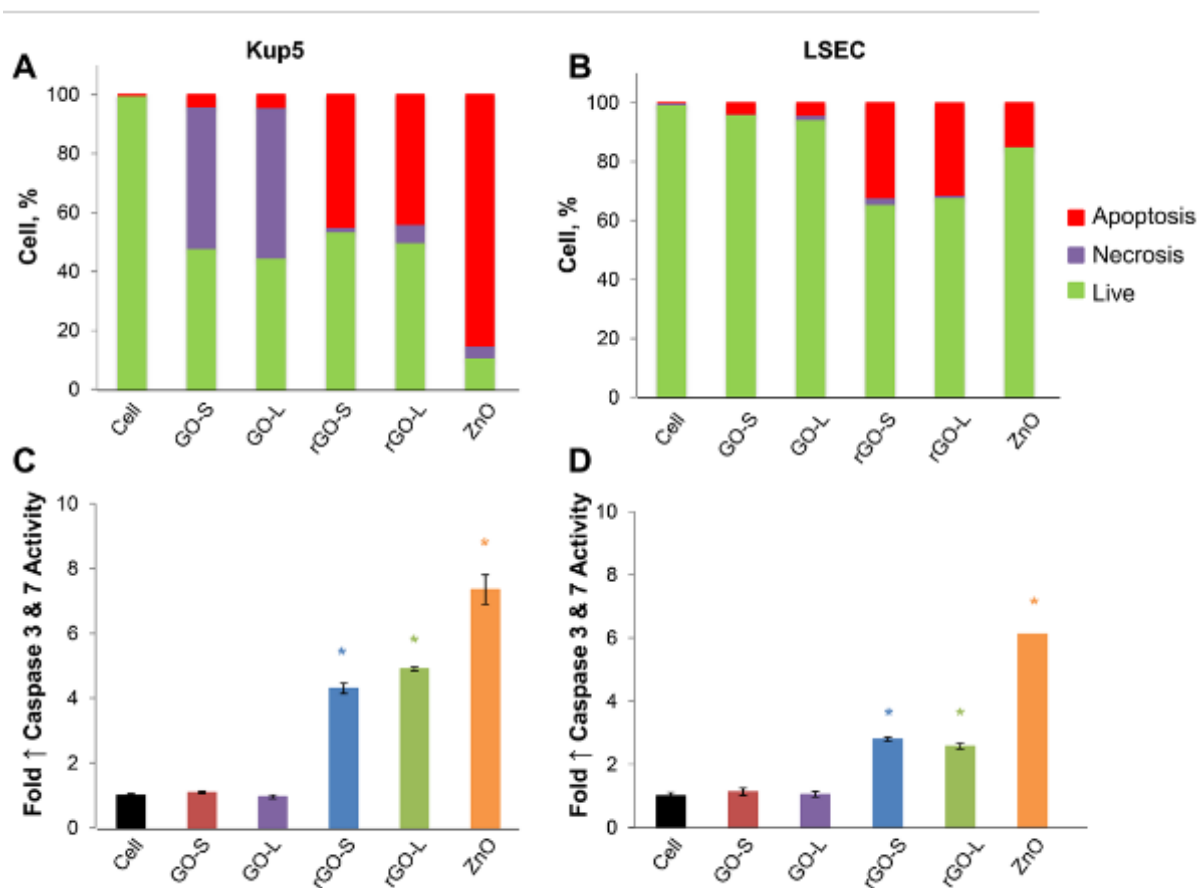 A
Kup5
Cell, %
100
80
60
40
20
0
Cell
GO-S
GO-L
rGO-S
rGO-L
ZnO
B
LSEC
Cell, %
100
80
60
40
20
0
Cell
GO-S
GO-L
rGO-S
rGO-L
ZnO
Apoptosis
Necrosis
Live
C
Fold ↑ Caspase 3 & 7 Activity
10
8
6
4
2
0
*
*
*
Cell
GO-S
GO-L
rGO-S
rGO-L
ZnO
D
Fold ↑ Caspase 3 & 7 Activity
10
8
6
4
2
0
*
*
*
Cell
GO-S
GO-L
rGO-S
rGO-L
ZnO